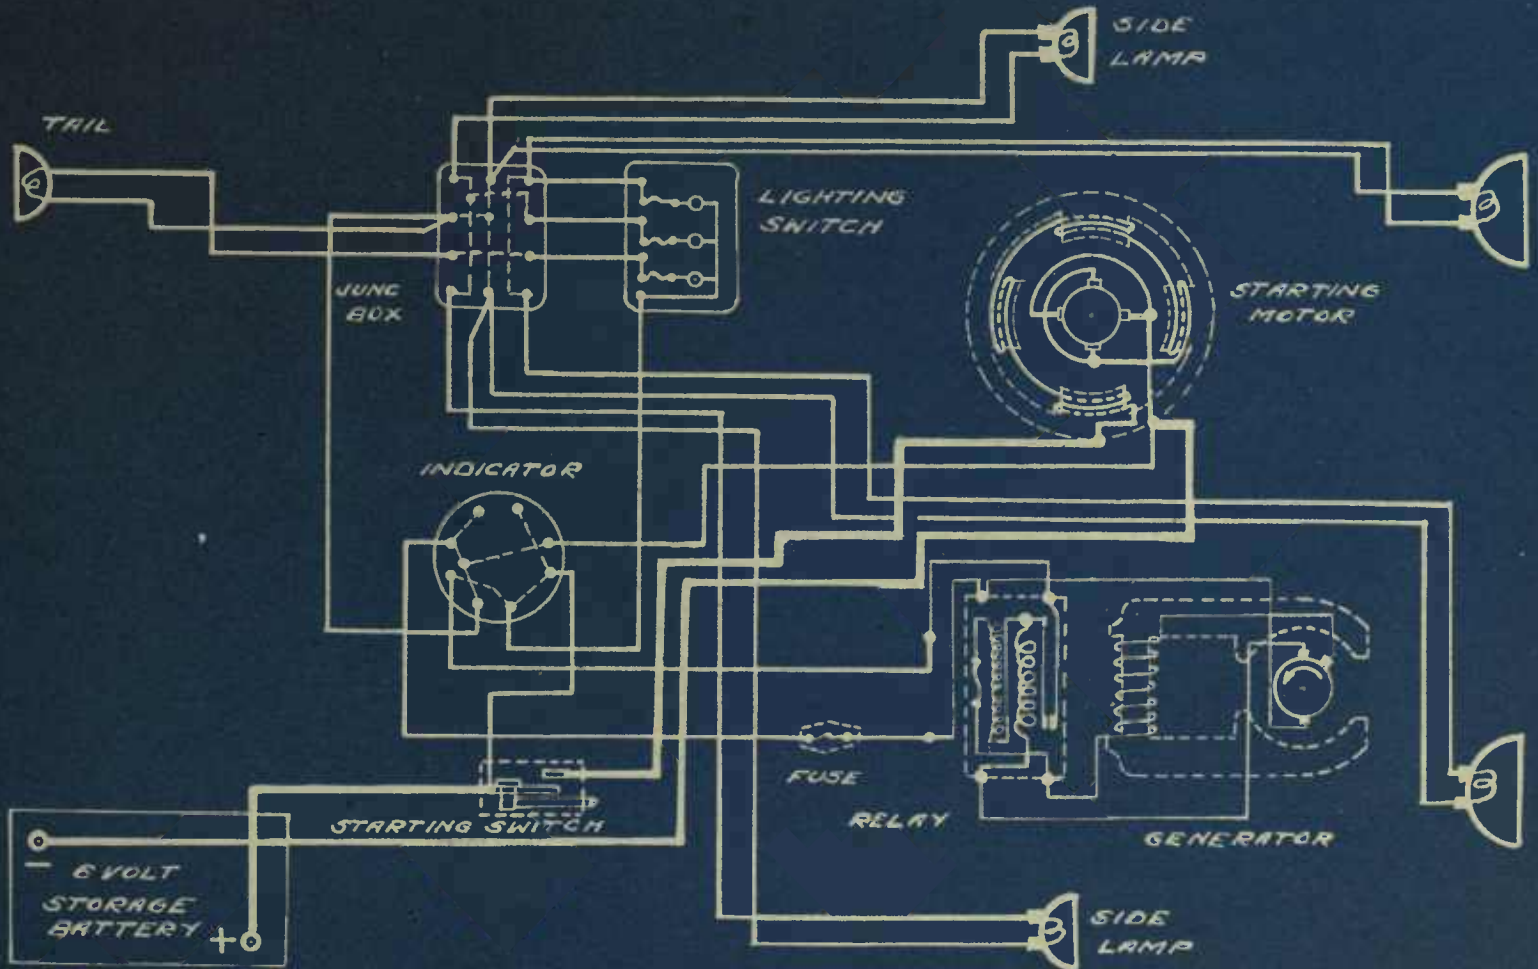 SIDE
LAMP
TAIL
LIGHTING
SWITCH
JUNC
BOX
STARTING
MOTOR
INDICATOR
FUSE
RELAY
GENERATOR
STARTING SWITCH
– 6 VOLT
STORAGE
BATTERY +
SIDE
LAMP